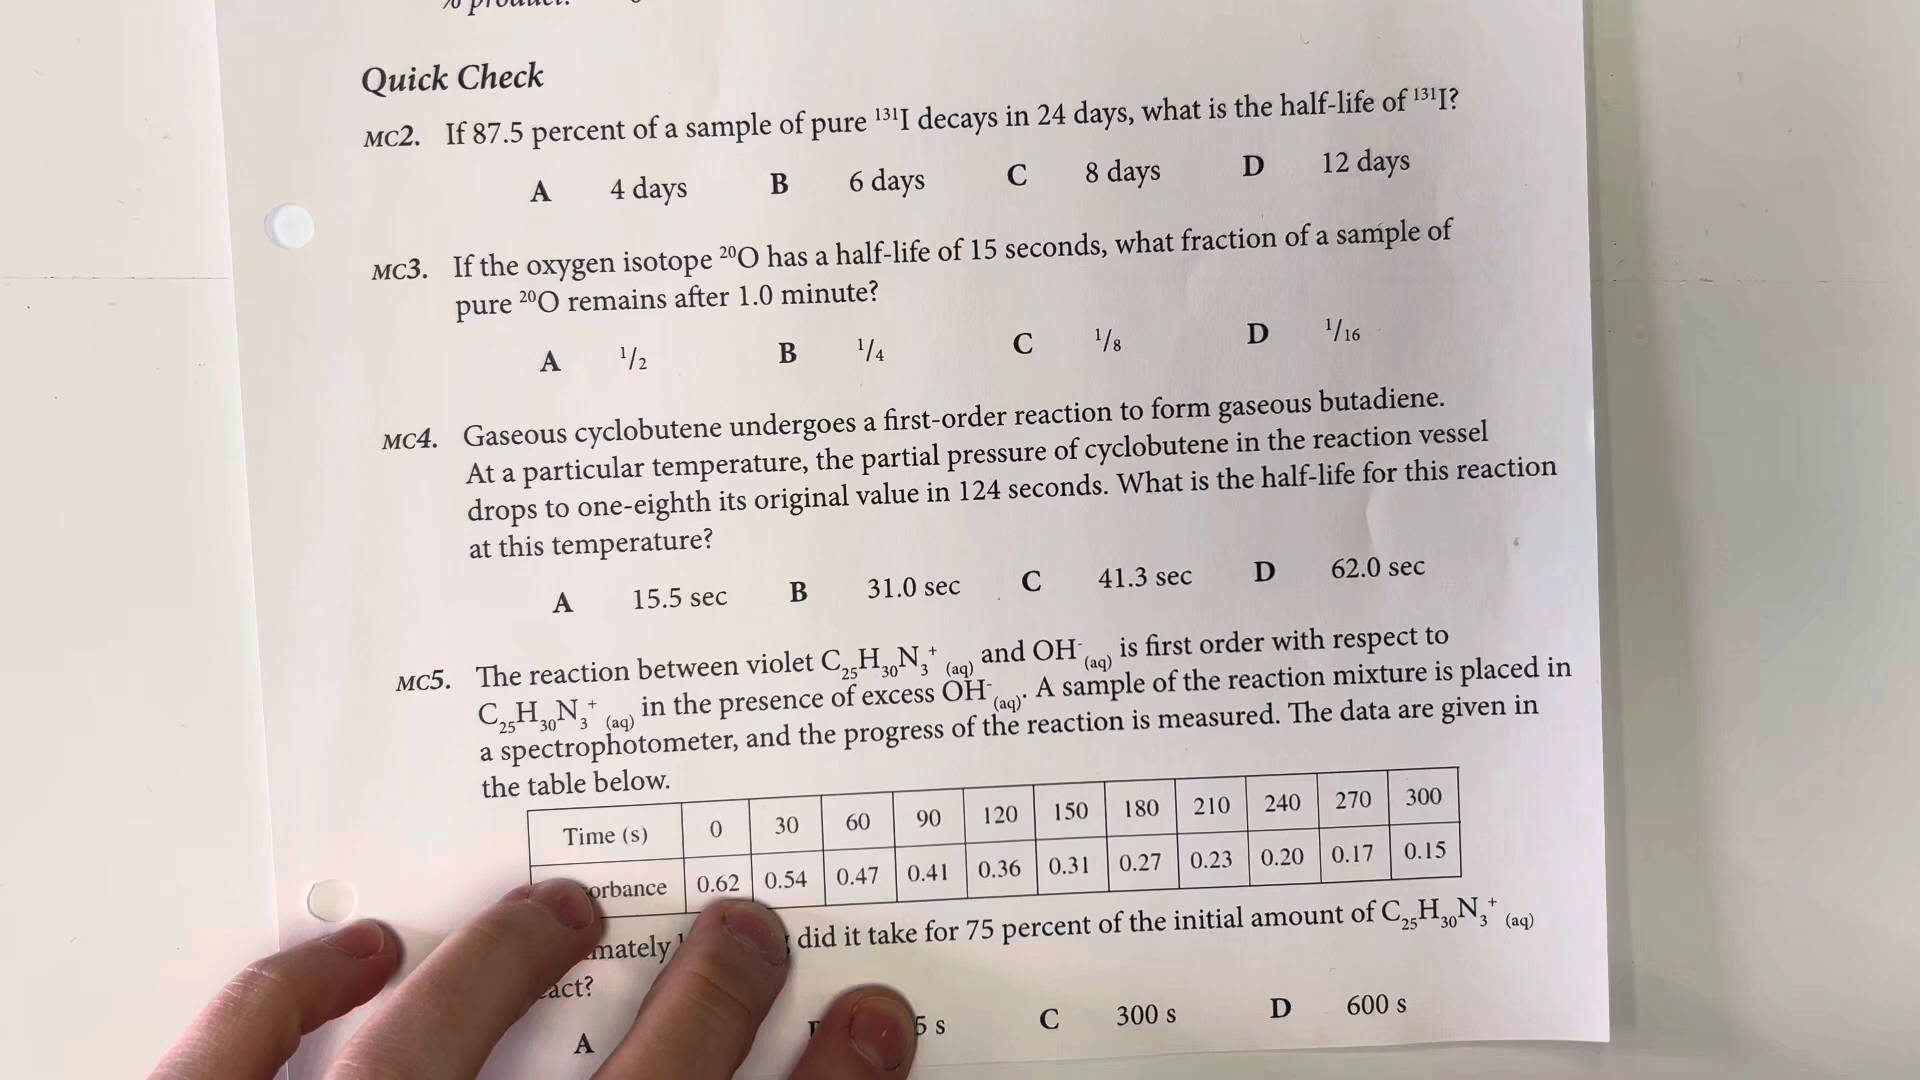 % product.
Quick Check
MC2. If 87.5 percent of a sample of pure ¹³¹I decays in 24 days, what is the half-life of ¹³¹I?
A 4 days B 6 days C 8 days D 12 days
MC3. If the oxygen isotope ²⁰O has a half-life of 15 seconds, what fraction of a sample of
pure ²⁰O remains after 1.0 minute?
A ¹/₂ B ¹/₄ C ¹/₈ D ¹/₁₆
MC4. Gaseous cyclobutene undergoes a first-order reaction to form gaseous butadiene.
At a particular temperature, the partial pressure of cyclobutene in the reaction vessel
drops to one-eighth its original value in 124 seconds. What is the half-life for this reaction
at this temperature?
A 15.5 sec B 31.0 sec C 41.3 sec D 62.0 sec
MC5. The reaction between violet C₂₅H₃₀N₃⁺ (aq) and OH⁻(aq) is first order with respect to
C₂₅H₃₀N₃⁺ (aq) in the presence of excess OH⁻(aq). A sample of the reaction mixture is placed in
a spectrophotometer, and the progress of the reaction is measured. The data are given in
the table below.
Time (s) 0 30 60 90 120 150 180 210 240 270 300
orbance 0.62 0.54 0.47 0.41 0.36 0.31 0.27 0.23 0.20 0.17 0.15
mately did it take for 75 percent of the initial amount of C₂₅H₃₀N₃⁺ (aq)
act?
A 5 s C 300 s D 600 s